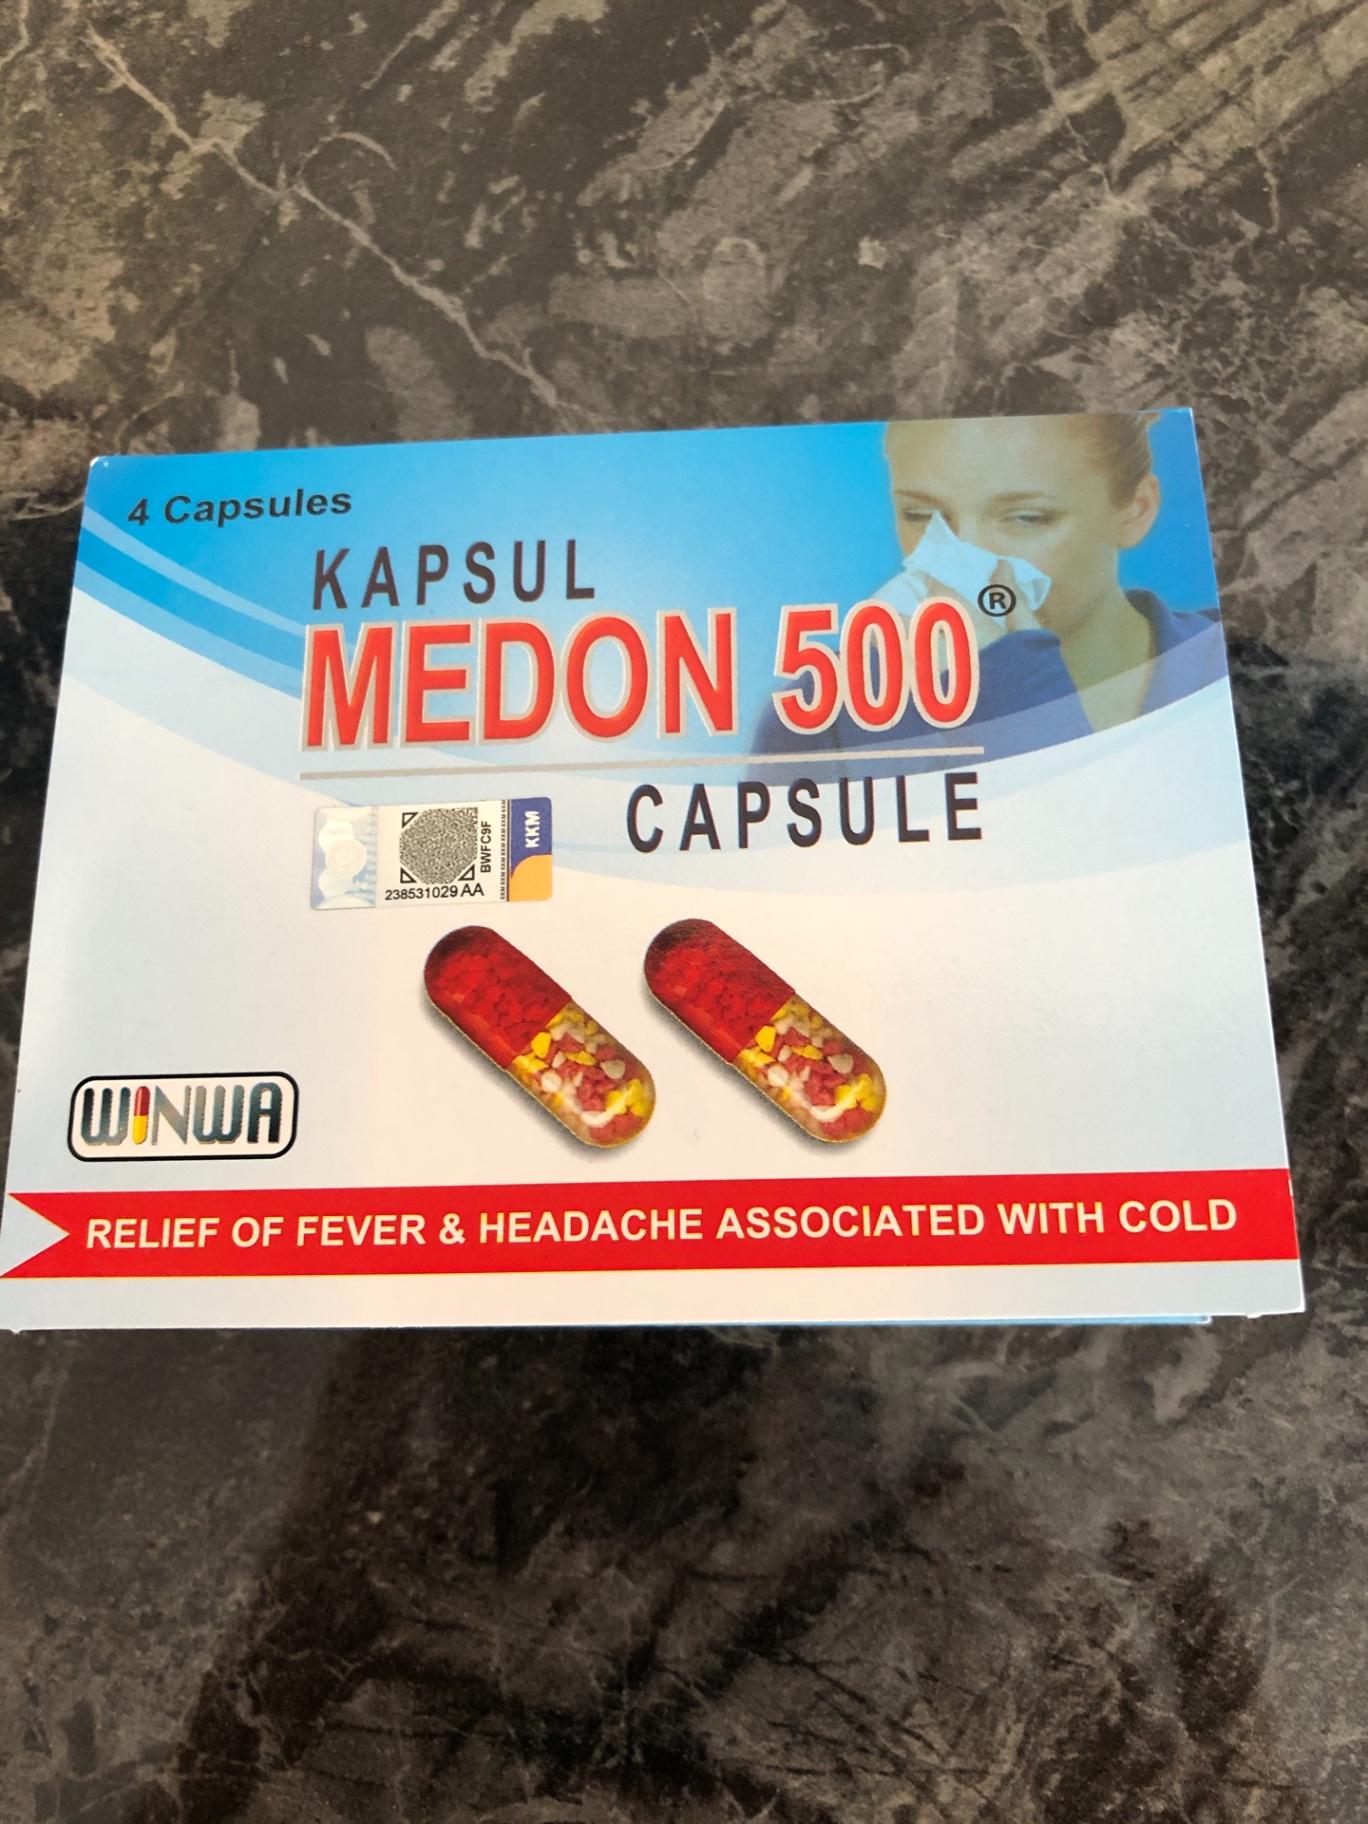 4 Capsules
KAPSUL
MEDON 500®
CAPSULE
BWFC9F
KKM
238531029 AA
WINWA
RELIEF OF FEVER & HEADACHE ASSOCIATED WITH COLD